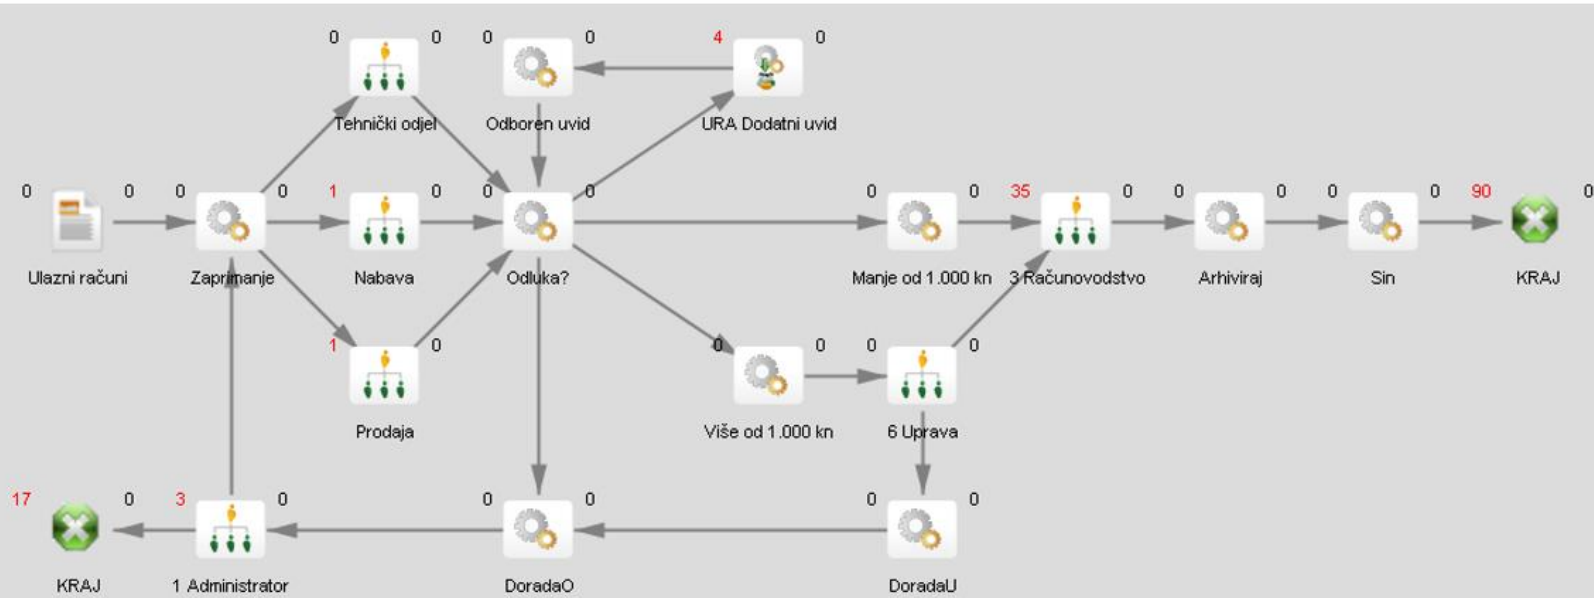 0 0 0 0 4 0
Tehnički odjel Odboren uvid URA Dodatni uvid
0 0 0 0 1 0 0 0 0 0 35 0 0 0 0 0 90 0
Ulazni računi Zaprimanje Nabava Odluka? Manje od 1.000 kn 3 Računovodstvo Arhiviraj Sin KRAJ
1 0 0 0 0 0
Prodaja Više od 1.000 kn 6 Uprava
17 0 3 0 0 0 0 0
KRAJ 1 Administrator DoradaO DoradaU